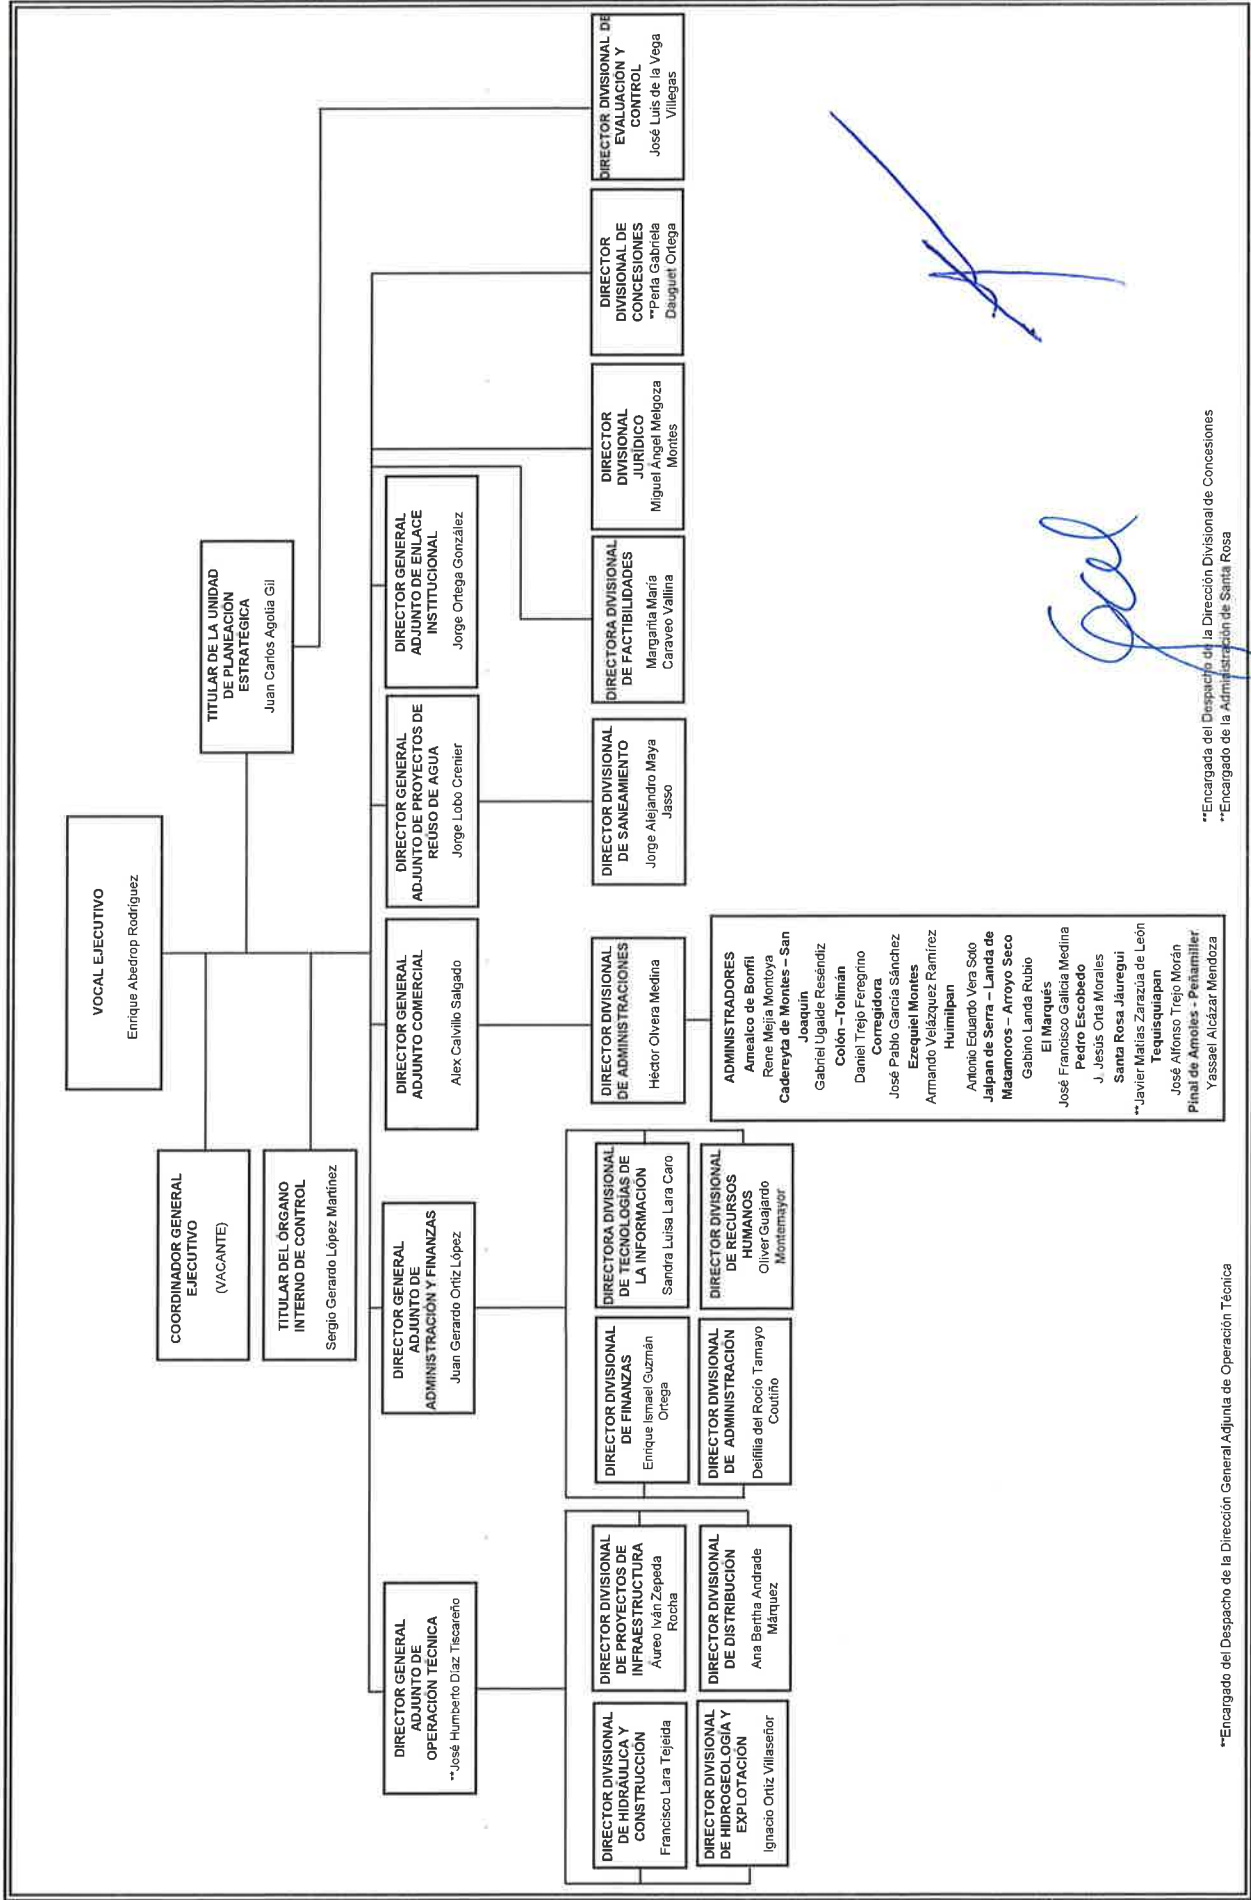 VOCAL EJECUTIVO
Enrique Abedrop Rodríguez
COORDINADOR GENERAL
EJECUTIVO
(VACANTE)
TITULAR DE LA UNIDAD
DE PLANEACIÓN
ESTRATÉGICA
Juan Carlos Agotia Gil
TITULAR DEL ÓRGANO
INTERNO DE CONTROL
Sergio Gerardo López Martínez
DIRECTOR GENERAL
ADJUNTO DE
OPERACIÓN TÉCNICA
**José Humberto Díaz Tiscareño
DIRECTOR GENERAL
ADJUNTO DE
ADMINISTRACIÓN Y FINANZAS
Juan Gerardo Ortiz López
DIRECTOR GENERAL
ADJUNTO COMERCIAL
Alex Calvillo Salgado
DIRECTOR GENERAL
ADJUNTO DE PROYECTOS DE
REÚSO DE AGUA
Jorge Lobo Crenier
DIRECTOR GENERAL
ADJUNTO DE ENLACE
INSTITUCIONAL
Jorge Ortega González
DIRECTOR DIVISIONAL
DE HIDRÁULICA Y
CONSTRUCCIÓN
Francisco Lara Tejeida
DIRECTOR DIVISIONAL
DE PROYECTOS DE
INFRAESTRUCTURA
Áureo Iván Zepeda
Rocha
DIRECTOR DIVISIONAL
DE FINANZAS
Enrique Ismael Guzmán
Ortega
DIRECTORA DIVISIONAL
DE TECNOLOGÍAS DE
LA INFORMACIÓN
Sandra Luisa Lara Caro
DIRECTOR DIVISIONAL
DE ADMINISTRACIONES
Héctor Olvera Medina
DIRECTOR DIVISIONAL
DE SANEAMIENTO
Jorge Alejandro Maya
Jasso
DIRECTORA DIVISIONAL
DE FACTIBILIDADES
Margarita María
Caraveo Vallina
DIRECTOR
DIVISIONAL
JURÍDICO
Miguel Ángel Melgoza
Montes
DIRECTOR
DIVISIONAL DE
CONCESIONES
**Perla Gabriela
Dauguet Ortega
DIRECTOR DIVISIONAL DE
EVALUACIÓN Y
CONTROL
José Luis de la Vega
Villegas
DIRECTOR DIVISIONAL
DE HIDROGEOLOGÍA Y
EXPLOTACIÓN
Ignacio Ortiz Villaseñor
DIRECTOR DIVISIONAL
DE DISTRIBUCIÓN
Ana Bertha Andrade
Márquez
DIRECTOR DIVISIONAL
DE ADMINISTRACIÓN
Deifilia del Rocío Tamayo
Coutiño
DIRECTOR DIVISIONAL
DE RECURSOS
HUMANOS
Oliver Guajardo
Montemayor
ADMINISTRADORES
Amealco de Bonfil
Rene Mejía Montoya
Cadereyta de Montes – San
Joaquín
Gabriel Ugalde Reséndiz
Colón –Tolimán
Daniel Trejo Feregrino
Corregidora
José Pablo García Sánchez
Ezequiel Montes
Armando Velázquez Ramírez
Huimilpan
Antonio Eduardo Vera Soto
Jalpan de Serra – Landa de
Matamoros – Arroyo Seco
Gabino Landa Rubio
El Marqués
José Francisco Galicia Medina
Pedro Escobedo
J. Jesús Orta Morales
Santa Rosa Jáuregui
**Javier Matías Zarazúa de León
Tequisquiapan
José Alfonso Trejo Morán
Pinal de Amoles - Peñamiller
Yassael Alcázar Mendoza
**Encargado del Despacho de la Dirección General Adjunta de Operación Técnica
**Encargada del Despacho de la Dirección Divisional de Concesiones
**Encargado de la Administración de Santa Rosa